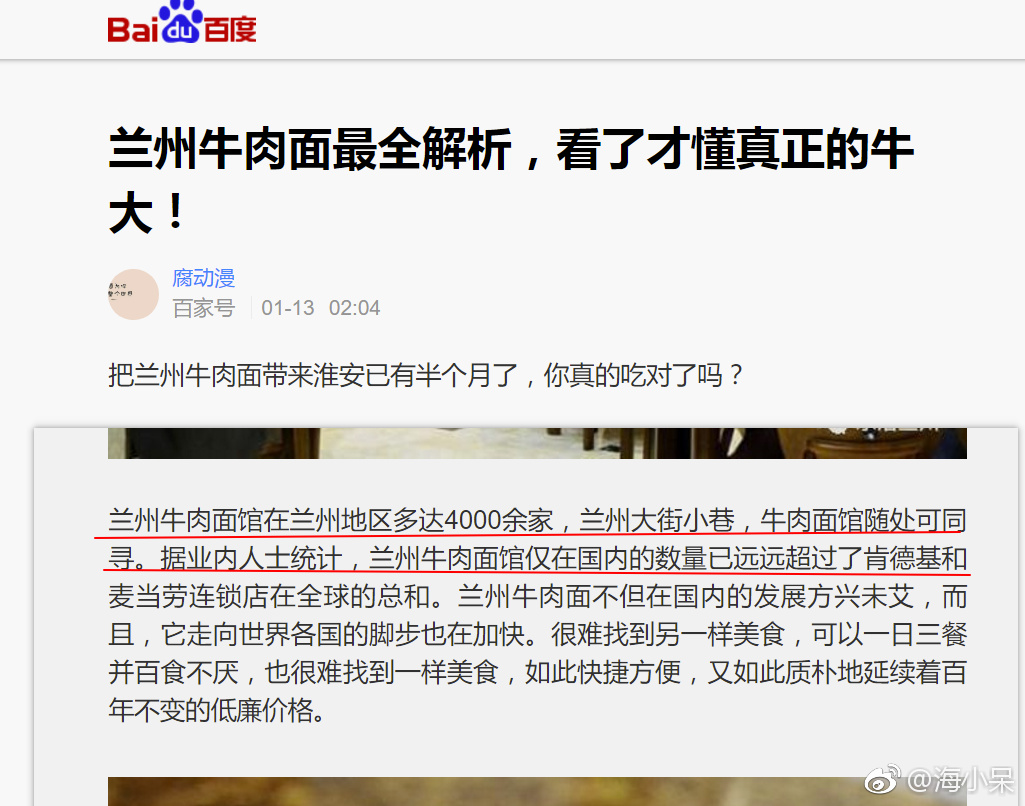 Bai du 百度
兰州牛肉面最全解析，看了才懂真正的牛
大！
腐动漫
百家号 01-13 02:04
把兰州牛肉面带来淮安已有半个月了，你真的吃对了吗？
兰州牛肉面馆在兰州地区多达4000余家，兰州大街小巷，牛肉面馆随处可同
寻。据业内人士统计，兰州牛肉面馆仅在国内的数量已远远超过了肯德基和
麦当劳连锁店在全球的总和。兰州牛肉面不但在国内的发展方兴未艾，而
且，它走向世界各国的脚步也在加快。很难找到另一样美食，可以一日三餐
并百食不厌，也很难找到一样美食，如此快捷方便，又如此质朴地延续着百
年不变的低廉价格。
@海小呆